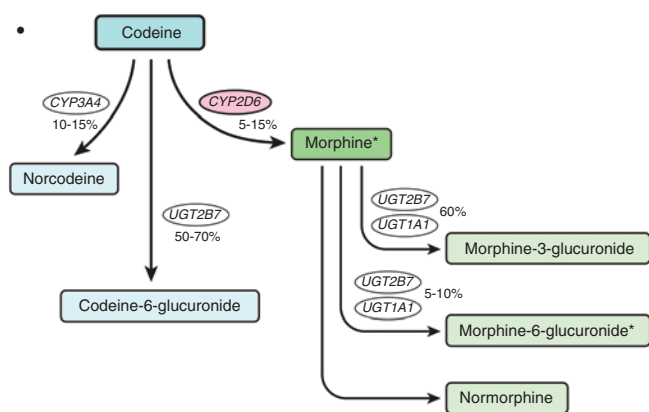 Codeine
CYP3A4
10-15%
CYP2D6
5-15%
Morphine*
Norcodeine
UGT2B7
50-70%
UGT2B7
60%
UGT1A1
Morphine-3-glucuronide
UGT2B7
5-10%
UGT1A1
Codeine-6-glucuronide
Morphine-6-glucuronide*
Normorphine